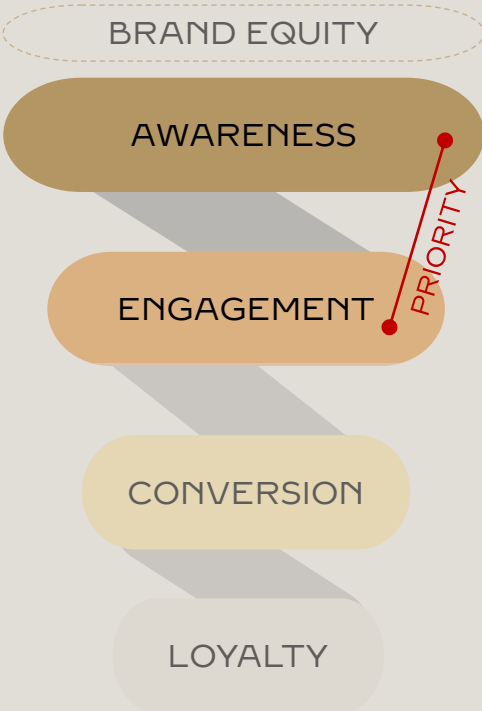 BRAND EQUITY
AWARENESS
PRIORITY
ENGAGEMENT
CONVERSION
LOYALTY